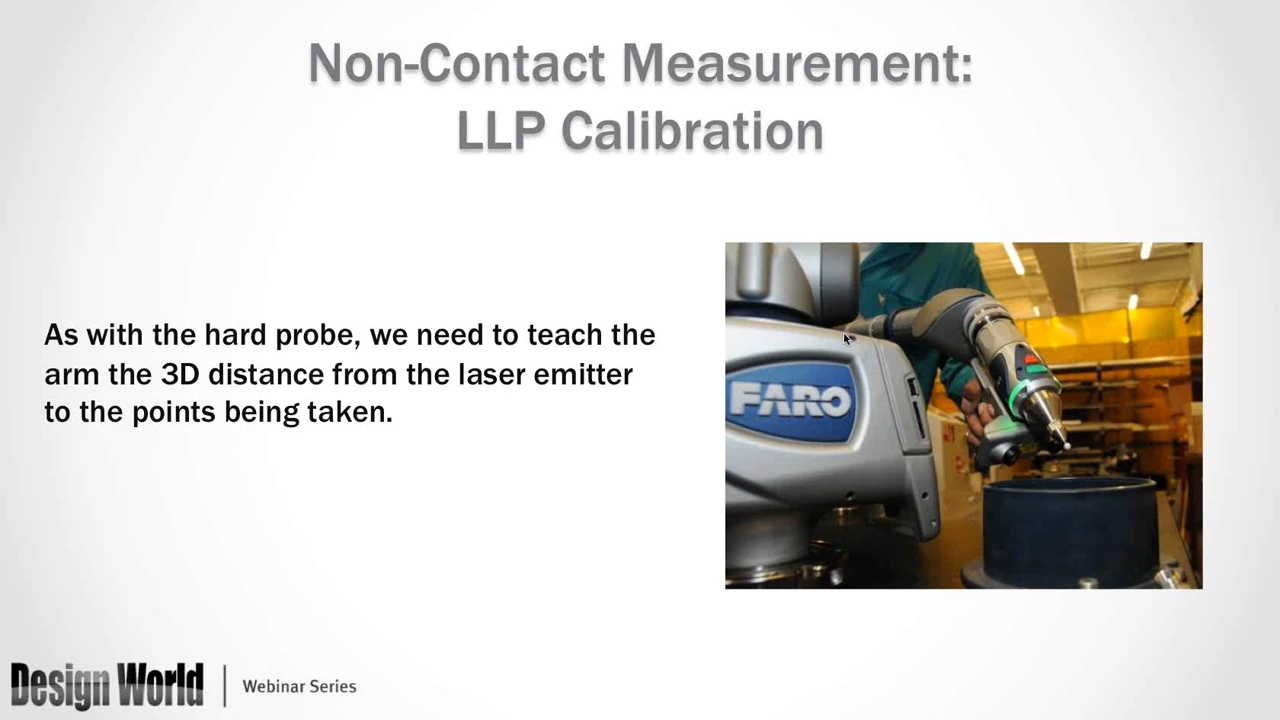 Non-Contact Measurement:
LLP Calibration
As with the hard probe, we need to teach the
arm the 3D distance from the laser emitter
to the points being taken.
FARO
Design World
Webinar Series